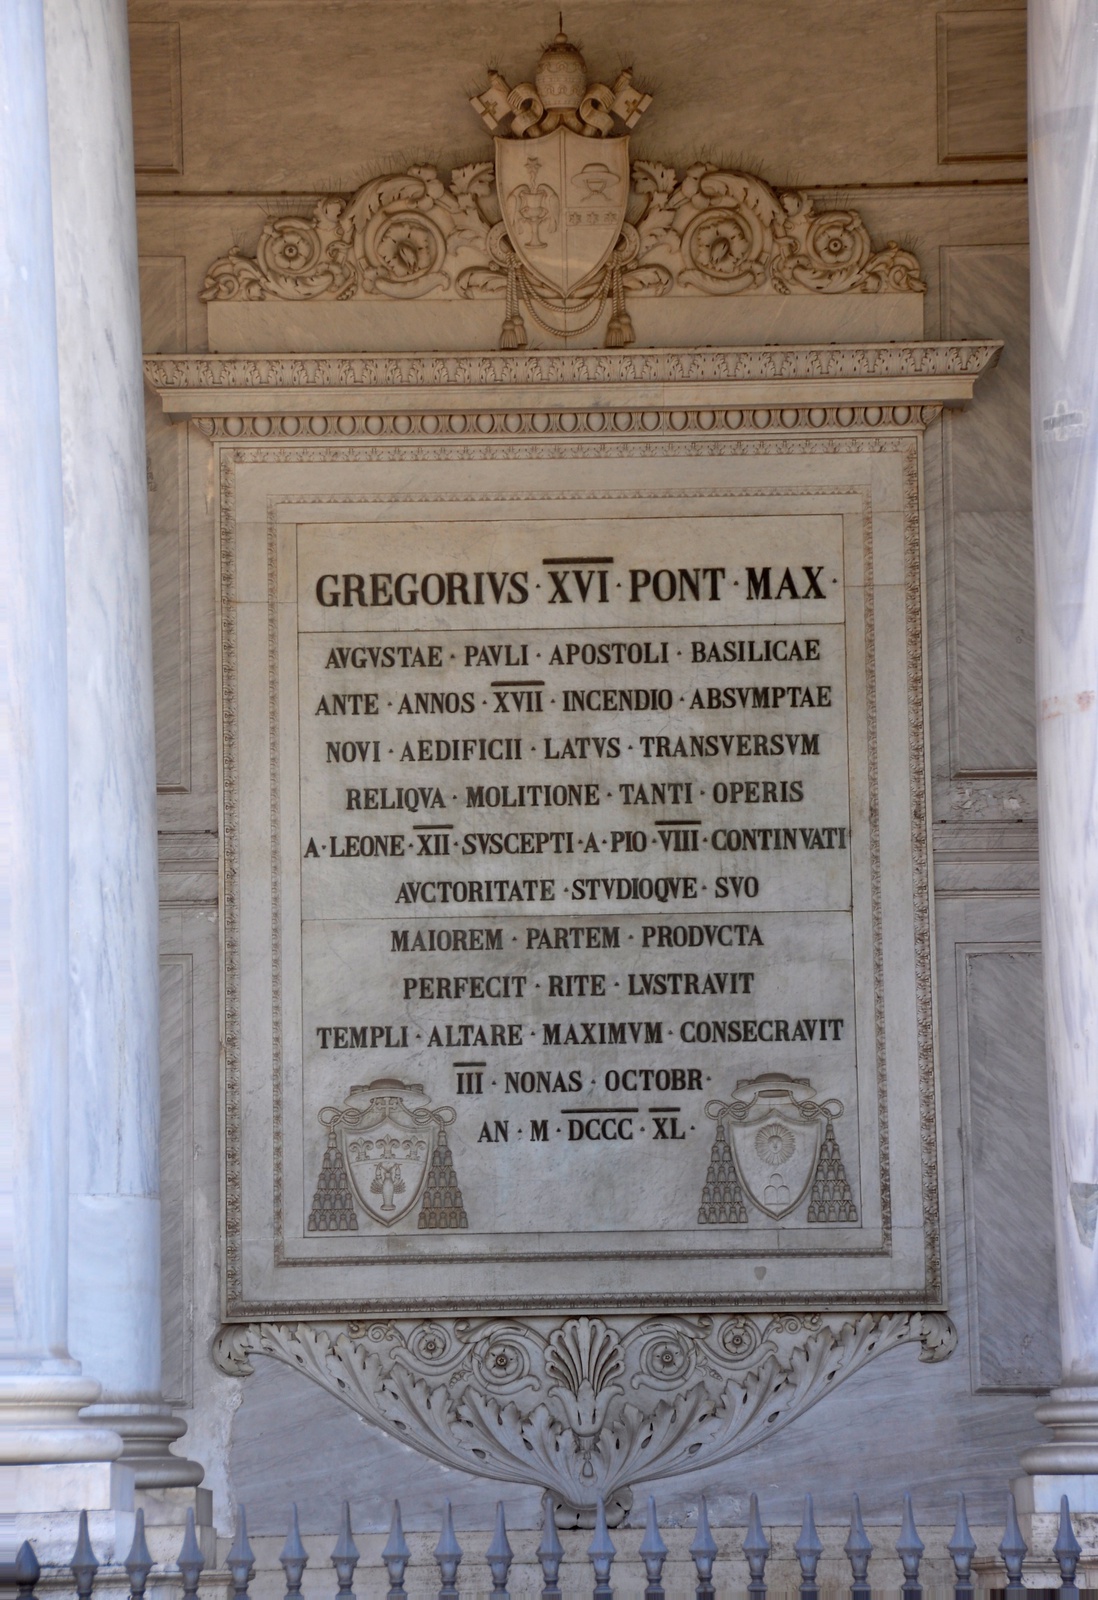 GREGORIVS · XVI · PONT · MAX ·
AVGVSTAE · PAVLI · APOSTOLI · BASILICAE
ANTE · ANNOS · XVII · INCENDIO · ABSVMPTAE
NOVI · AEDIFICII · LATVS · TRANSVERSVM
RELIQVA · MOLITIONE · TANTI · OPERIS
A · LEONE · XII · SVSCEPTI · A · PIO · VIII · CONTINVATI
AVCTORITATE · STVDIOQVE · SVO
MAIOREM · PARTEM · PRODVCTA
PERFECIT · RITE · LVSTRAVIT
TEMPLI · ALTARE · MAXIMVM · CONSECRAVIT
III · NONAS · OCTOBR ·
AN · M · DCCC · XL ·